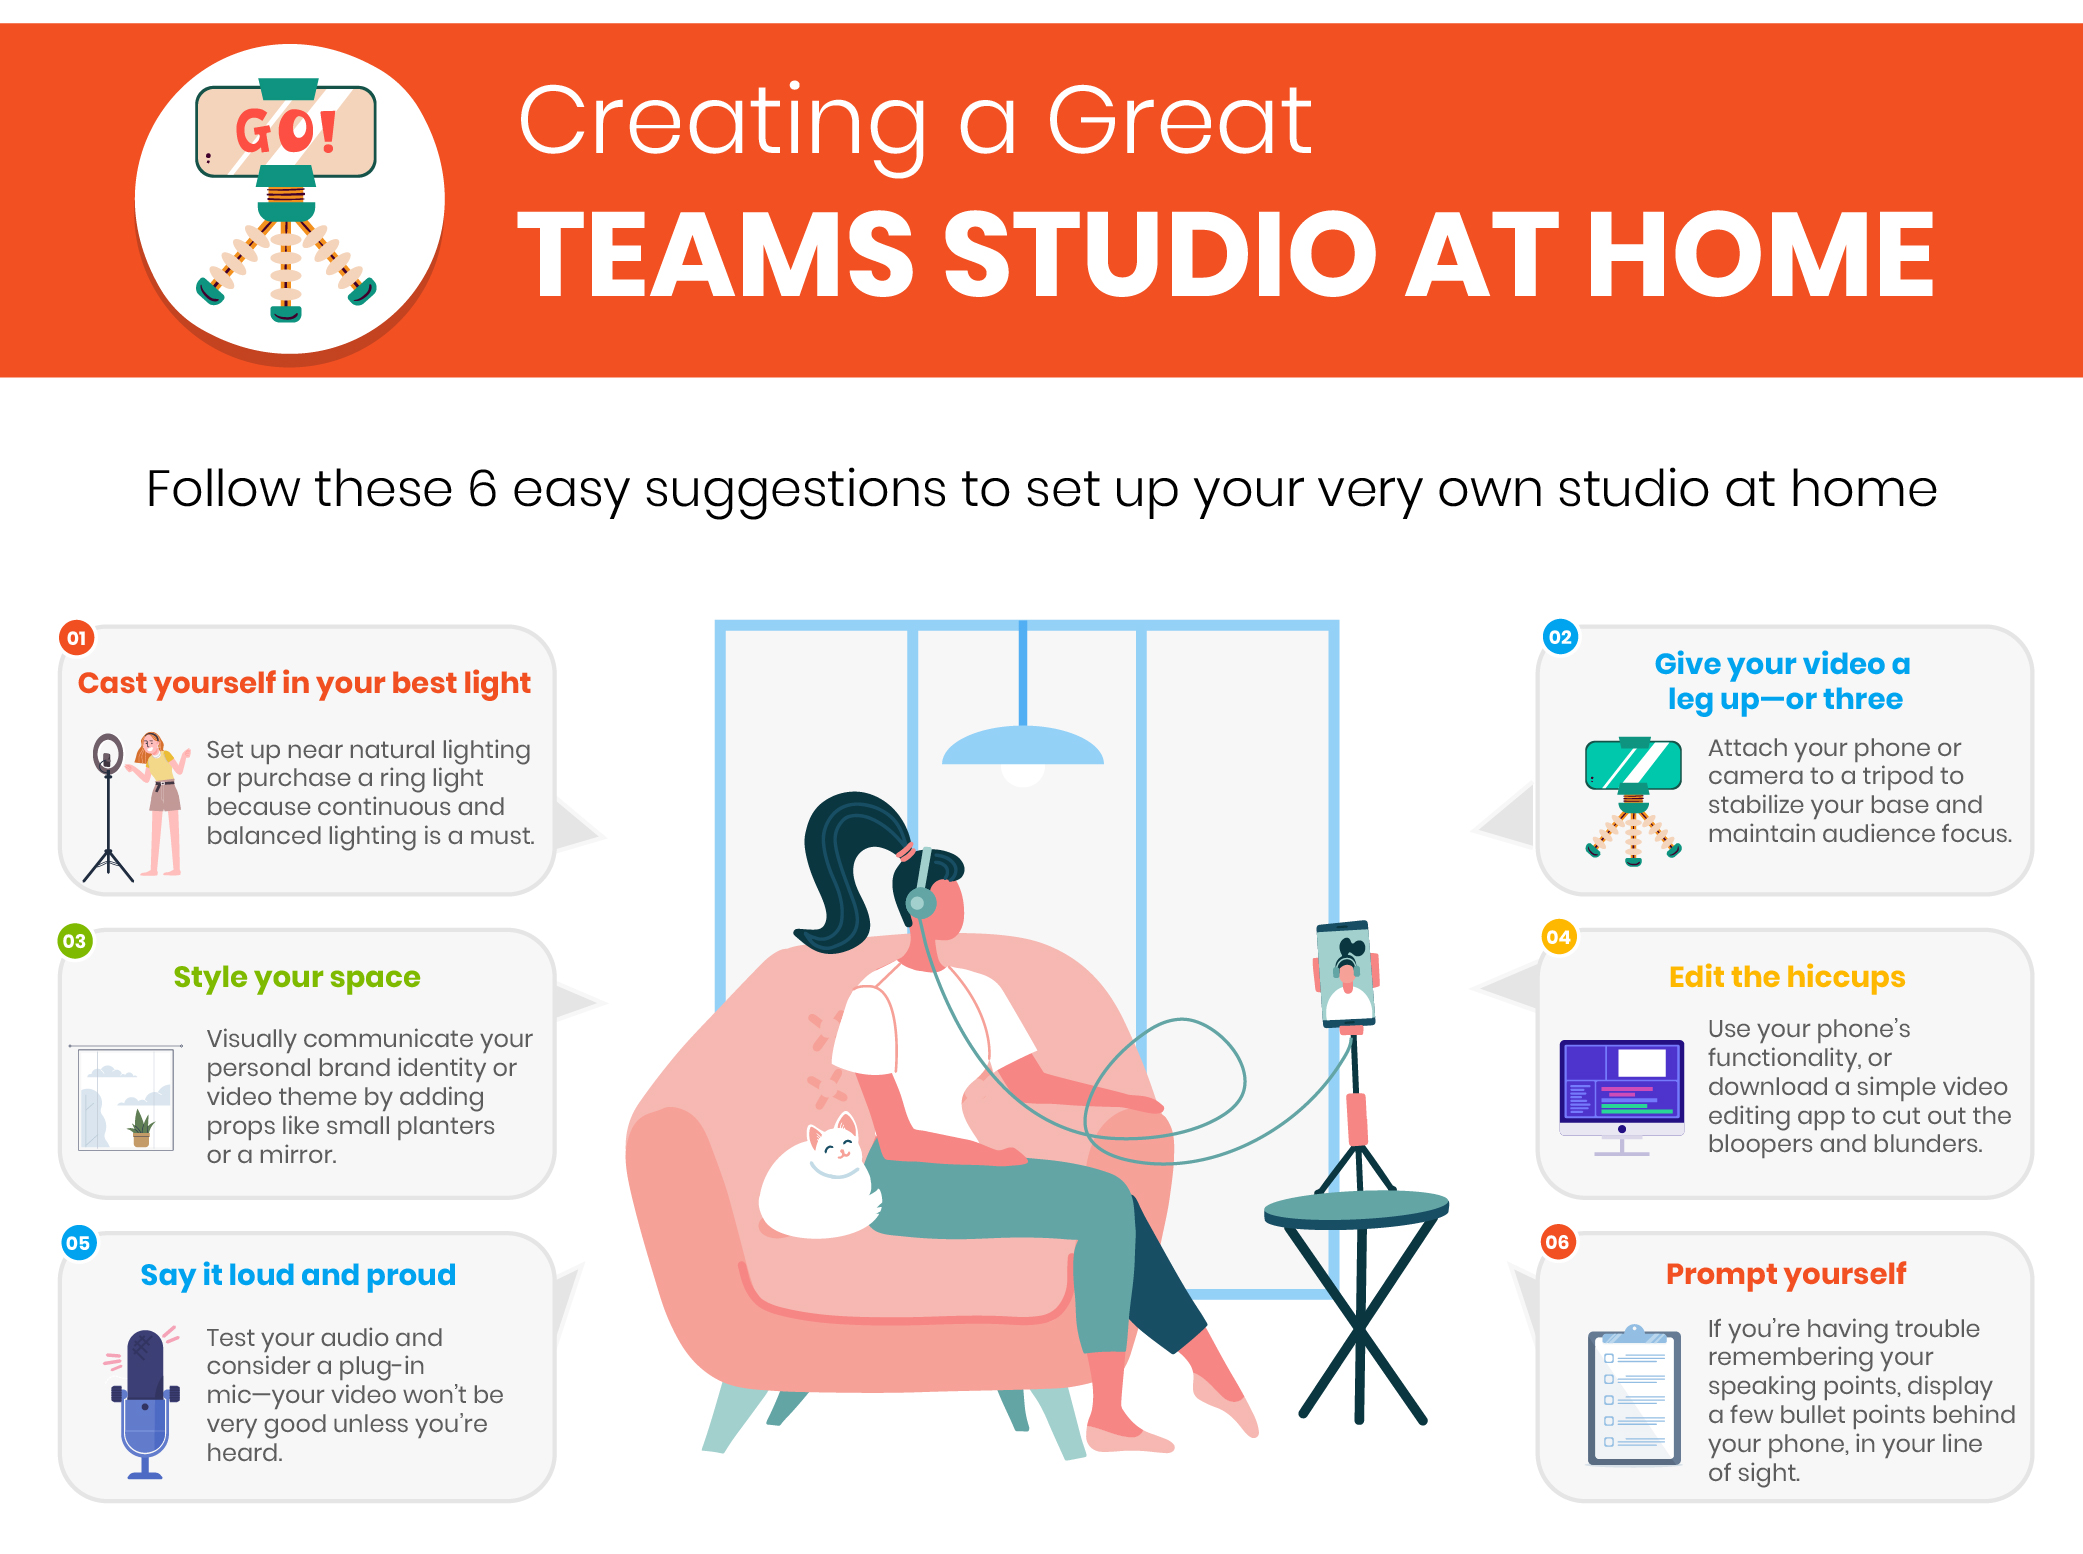 GO!
Creating a Great
TEAMS STUDIO AT HOME
Follow these 6 easy suggestions to set up your very own studio at home
01
Cast yourself in your best light
Set up near natural lighting
or purchase a ring light
because continuous and
balanced lighting is a must.
02
Give your video a
leg up—or three
Attach your phone or
camera to a tripod to
stabilize your base and
maintain audience focus.
03
Style your space
Visually communicate your
personal brand identity or
video theme by adding
props like small planters
or a mirror.
04
Edit the hiccups
Use your phone's
functionality, or
download a simple video
editing app to cut out the
bloopers and blunders.
05
Say it loud and proud
Test your audio and
consider a plug-in
mic—your video won't be
very good unless you're
heard.
06
Prompt yourself
If you're having trouble
remembering your
speaking points, display
a few bullet points behind
your phone, in your line
of sight.